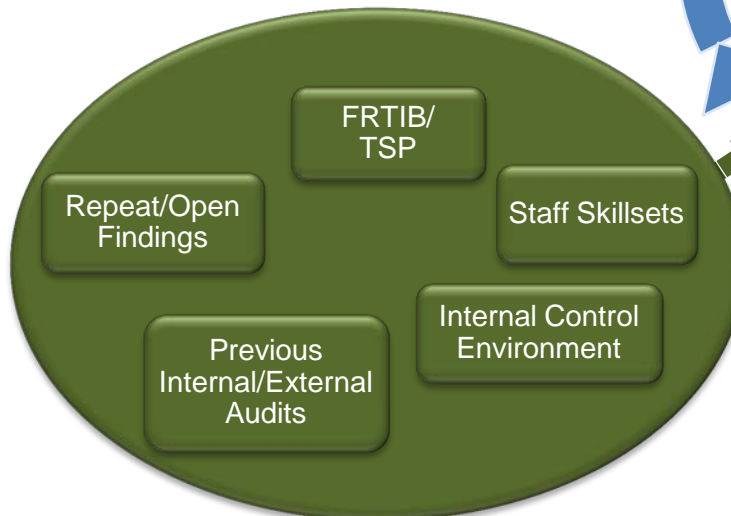 FRTIB/
TSP
Repeat/Open
Findings
Staff Skillsets
Internal Control
Environment
Previous
Internal/External
Audits